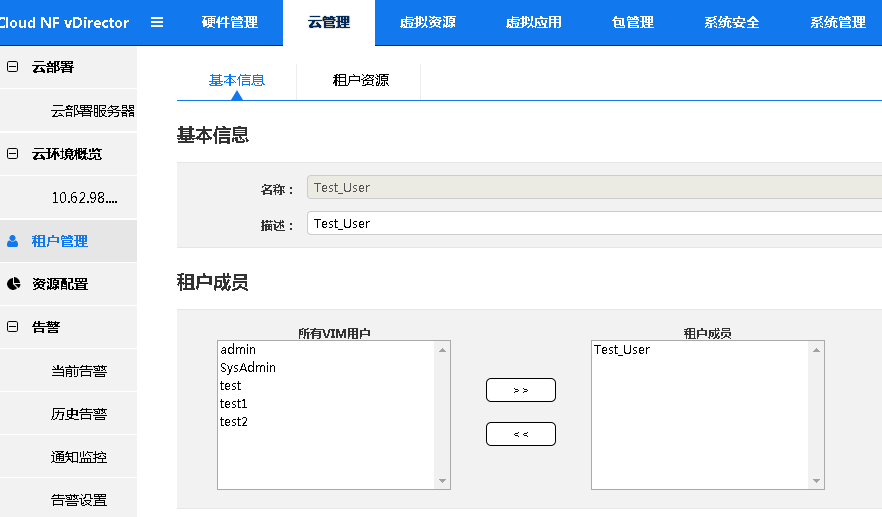 Cloud NF vDirector 硬件管理 云管理 虚拟资源 虚拟应用 包管理 系统安全 系统管理
云部署
云部署服务器
云环境概览
10.62.98....
租户管理
资源配置
告警
当前告警
历史告警
通知监控
告警设置
基本信息 租户资源
基本信息
名称： Test_User
描述： Test_User
租户成员
所有VIM用户
admin
SysAdmin
test
test1
test2
>>
<<
租户成员
Test_User